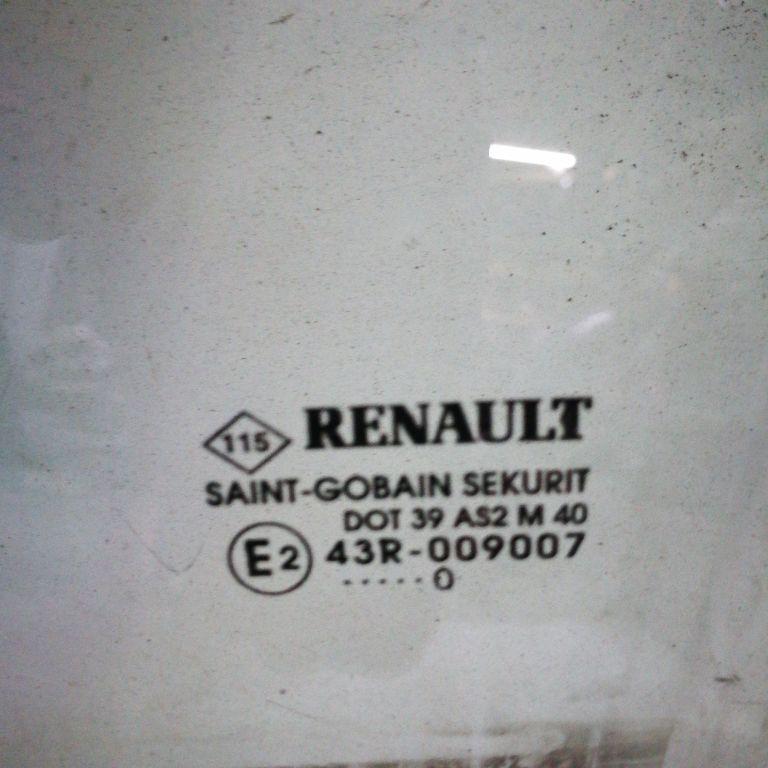 115 RENAULT
SAINT-GOBAIN SEKURIT
DOT 39 AS2 M 40
E2 43R-009007
.....0